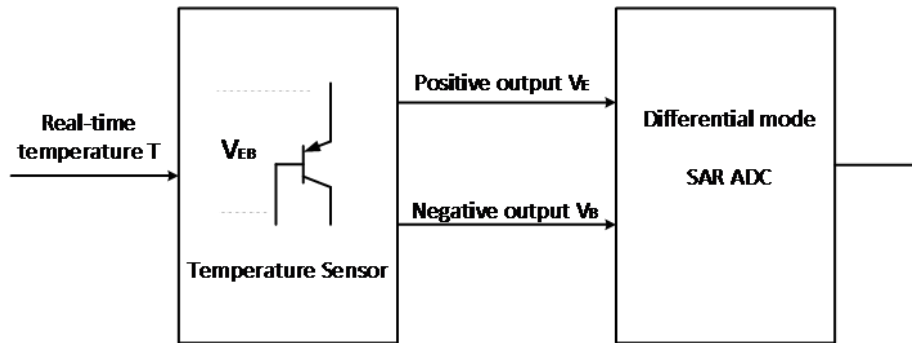 Real-time
temperature T
VEB
Temperature Sensor
Positive output VE
Negative output VB
Differential mode
SAR ADC